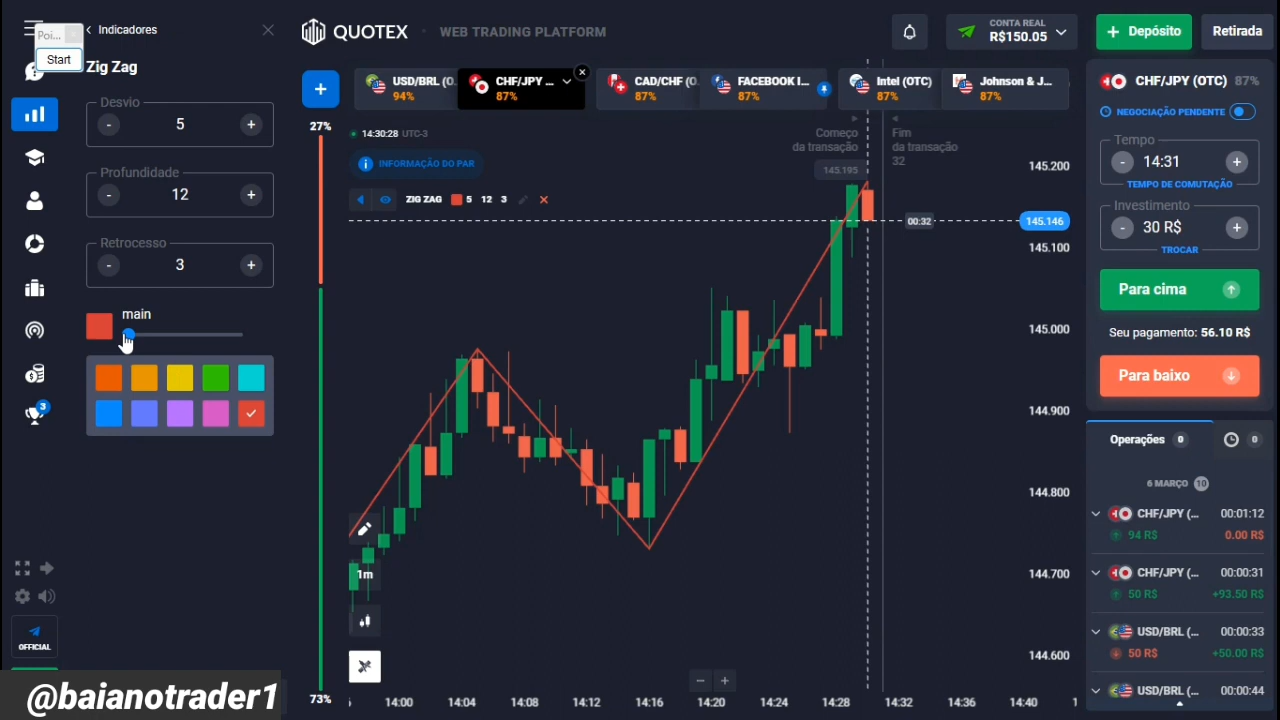 Poi...
Start
Indicadores
Zig Zag
Desvio
- 5 +
Profundidade
- 12 +
Retrocesso
- 3 +
main
OFFICIAL
@baianotrader1
QUOTEX • WEB TRADING PLATFORM
CONTA REAL
R$150.05
+ Depósito
Retirada
+
USD/BRL (O.
94%
CHF/JPY ...
87%
CAD/CHF (O.
87%
FACEBOOK I...
87%
Intel (OTC)
87%
Johnson & J...
87%
27%
73%
14:30:28 UTC-3
INFORMAÇÃO DO PAR
ZIG ZAG 5 12 3
Começo
da transação
Fim
da transação
32
145.195
00:32
145.146
145.200
145.100
145.000
144.900
144.800
144.700
144.600
1m
14:00 14:04 14:08 14:12 14:16 14:20 14:24 14:28 14:32 14:36 14:40
CHF/JPY (OTC) 87%
NEGOCIAÇÃO PENDENTE
Tempo
- 14:31 +
TEMPO DE COMUTAÇÃO
Investimento
- 30 R$ +
TROCAR
Para cima
Seu pagamento: 56.10 R$
Para baixo
Operações 0
0
6 MARÇO 10
CHF/JPY (... 00:01:12
94 R$ 0.00 R$
CHF/JPY (... 00:00:31
50 R$ +93.50 R$
USD/BRL (... 00:00:33
50 R$ +50.00 R$
USD/BRL (... 00:00:44
3